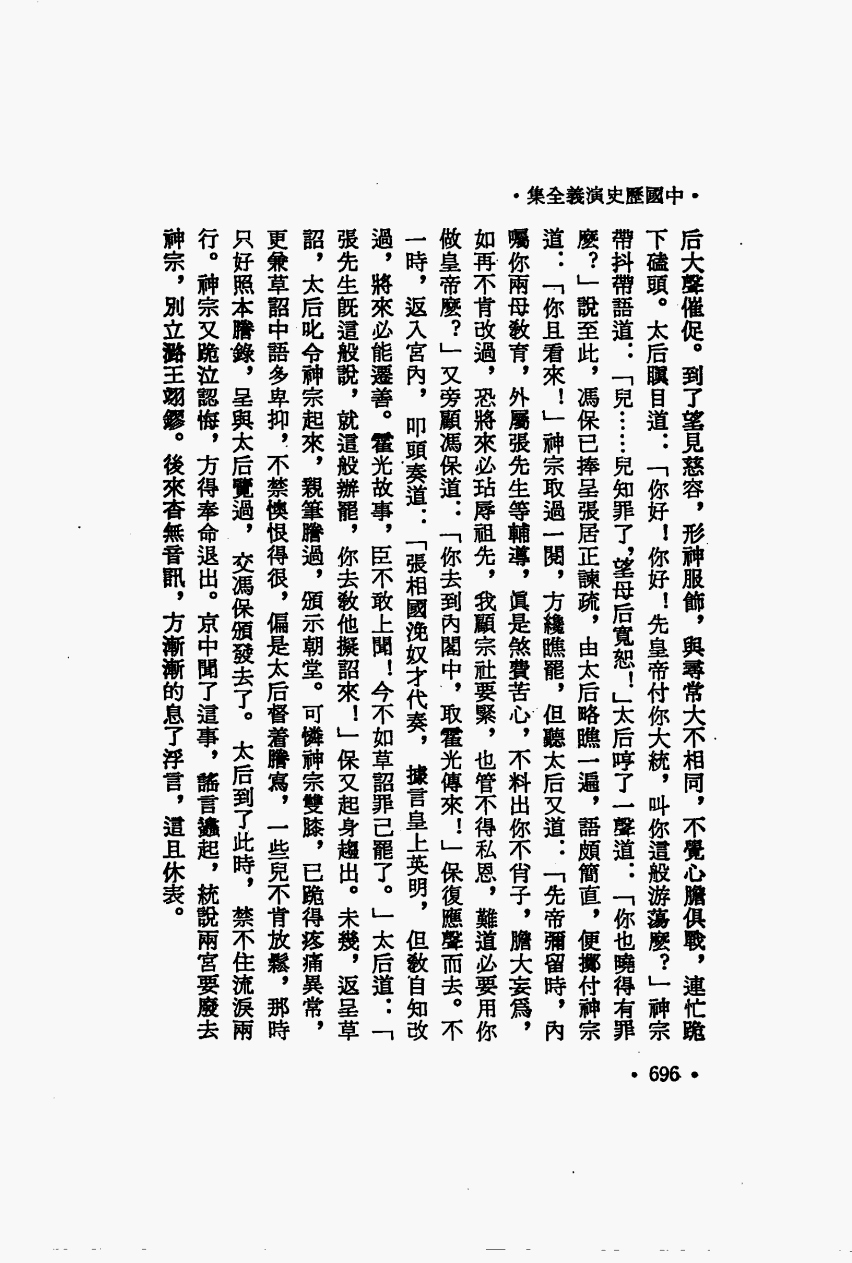 ·中國歷史演義全集·
后大聲催促。到了望見慈容，形神服飾，與尋常大不相同，不覺心膽俱戰，連忙跪
下磕頭。太后瞋目道：「你好！你好！先皇帝付你大統，叫你這般游蕩麼？」神宗
帶抖帶語道：「兒……兒知罪了，望母后寬恕！」太后哼了一聲道：「你也曉得有罪
麼？」說至此，馮保已捧呈張居正諫疏，由太后略瞧一遍，語頗簡直，便擲付神宗
道：「你且看來！」神宗取過一閱，方纔瞧罷，但聽太后又道：「先帝彌留時，內
囑你兩母教育，外屬張先生等輔導，眞是煞費苦心，不料出你不肖子，膽大妄爲，
如再不肯改過，恐將來必玷辱祖先，我顧宗社要緊，也管不得私恩，難道必要用你
做皇帝麼？」又旁顧馮保道：「你去到內閣中，取霍光傳來！」保復應聲而去。不
一時，返入宮內，叩頭奏道：「張相國浼奴才代奏，據言皇上英明，但教自知改
過，將來必能遷善。霍光故事，臣不敢上聞！今不如草詔罪己罷了。」太后道：「
張先生旣這般說，就這般辦罷，你去教他擬詔來！」保又起身趨出。未幾，返呈草
詔，太后叱令神宗起來，親筆謄過，頒示朝堂。可憐神宗雙膝，已跪得疼痛異常，
更兼草詔中語多卑抑，不禁懊恨得很，偏是太后督着謄寫，一些兒不肯放鬆，那時
只好照本謄錄，呈與太后覽過，交馮保頒發去了。太后到了此時，禁不住流淚兩
行。神宗又跪泣認悔，方得奉命退出。京中聞了這事，謠言蠭起，統說兩宮要廢去
神宗，別立潞王翊鏐。後來杳無音訊，方漸漸的息了浮言，這且休表。
·696·